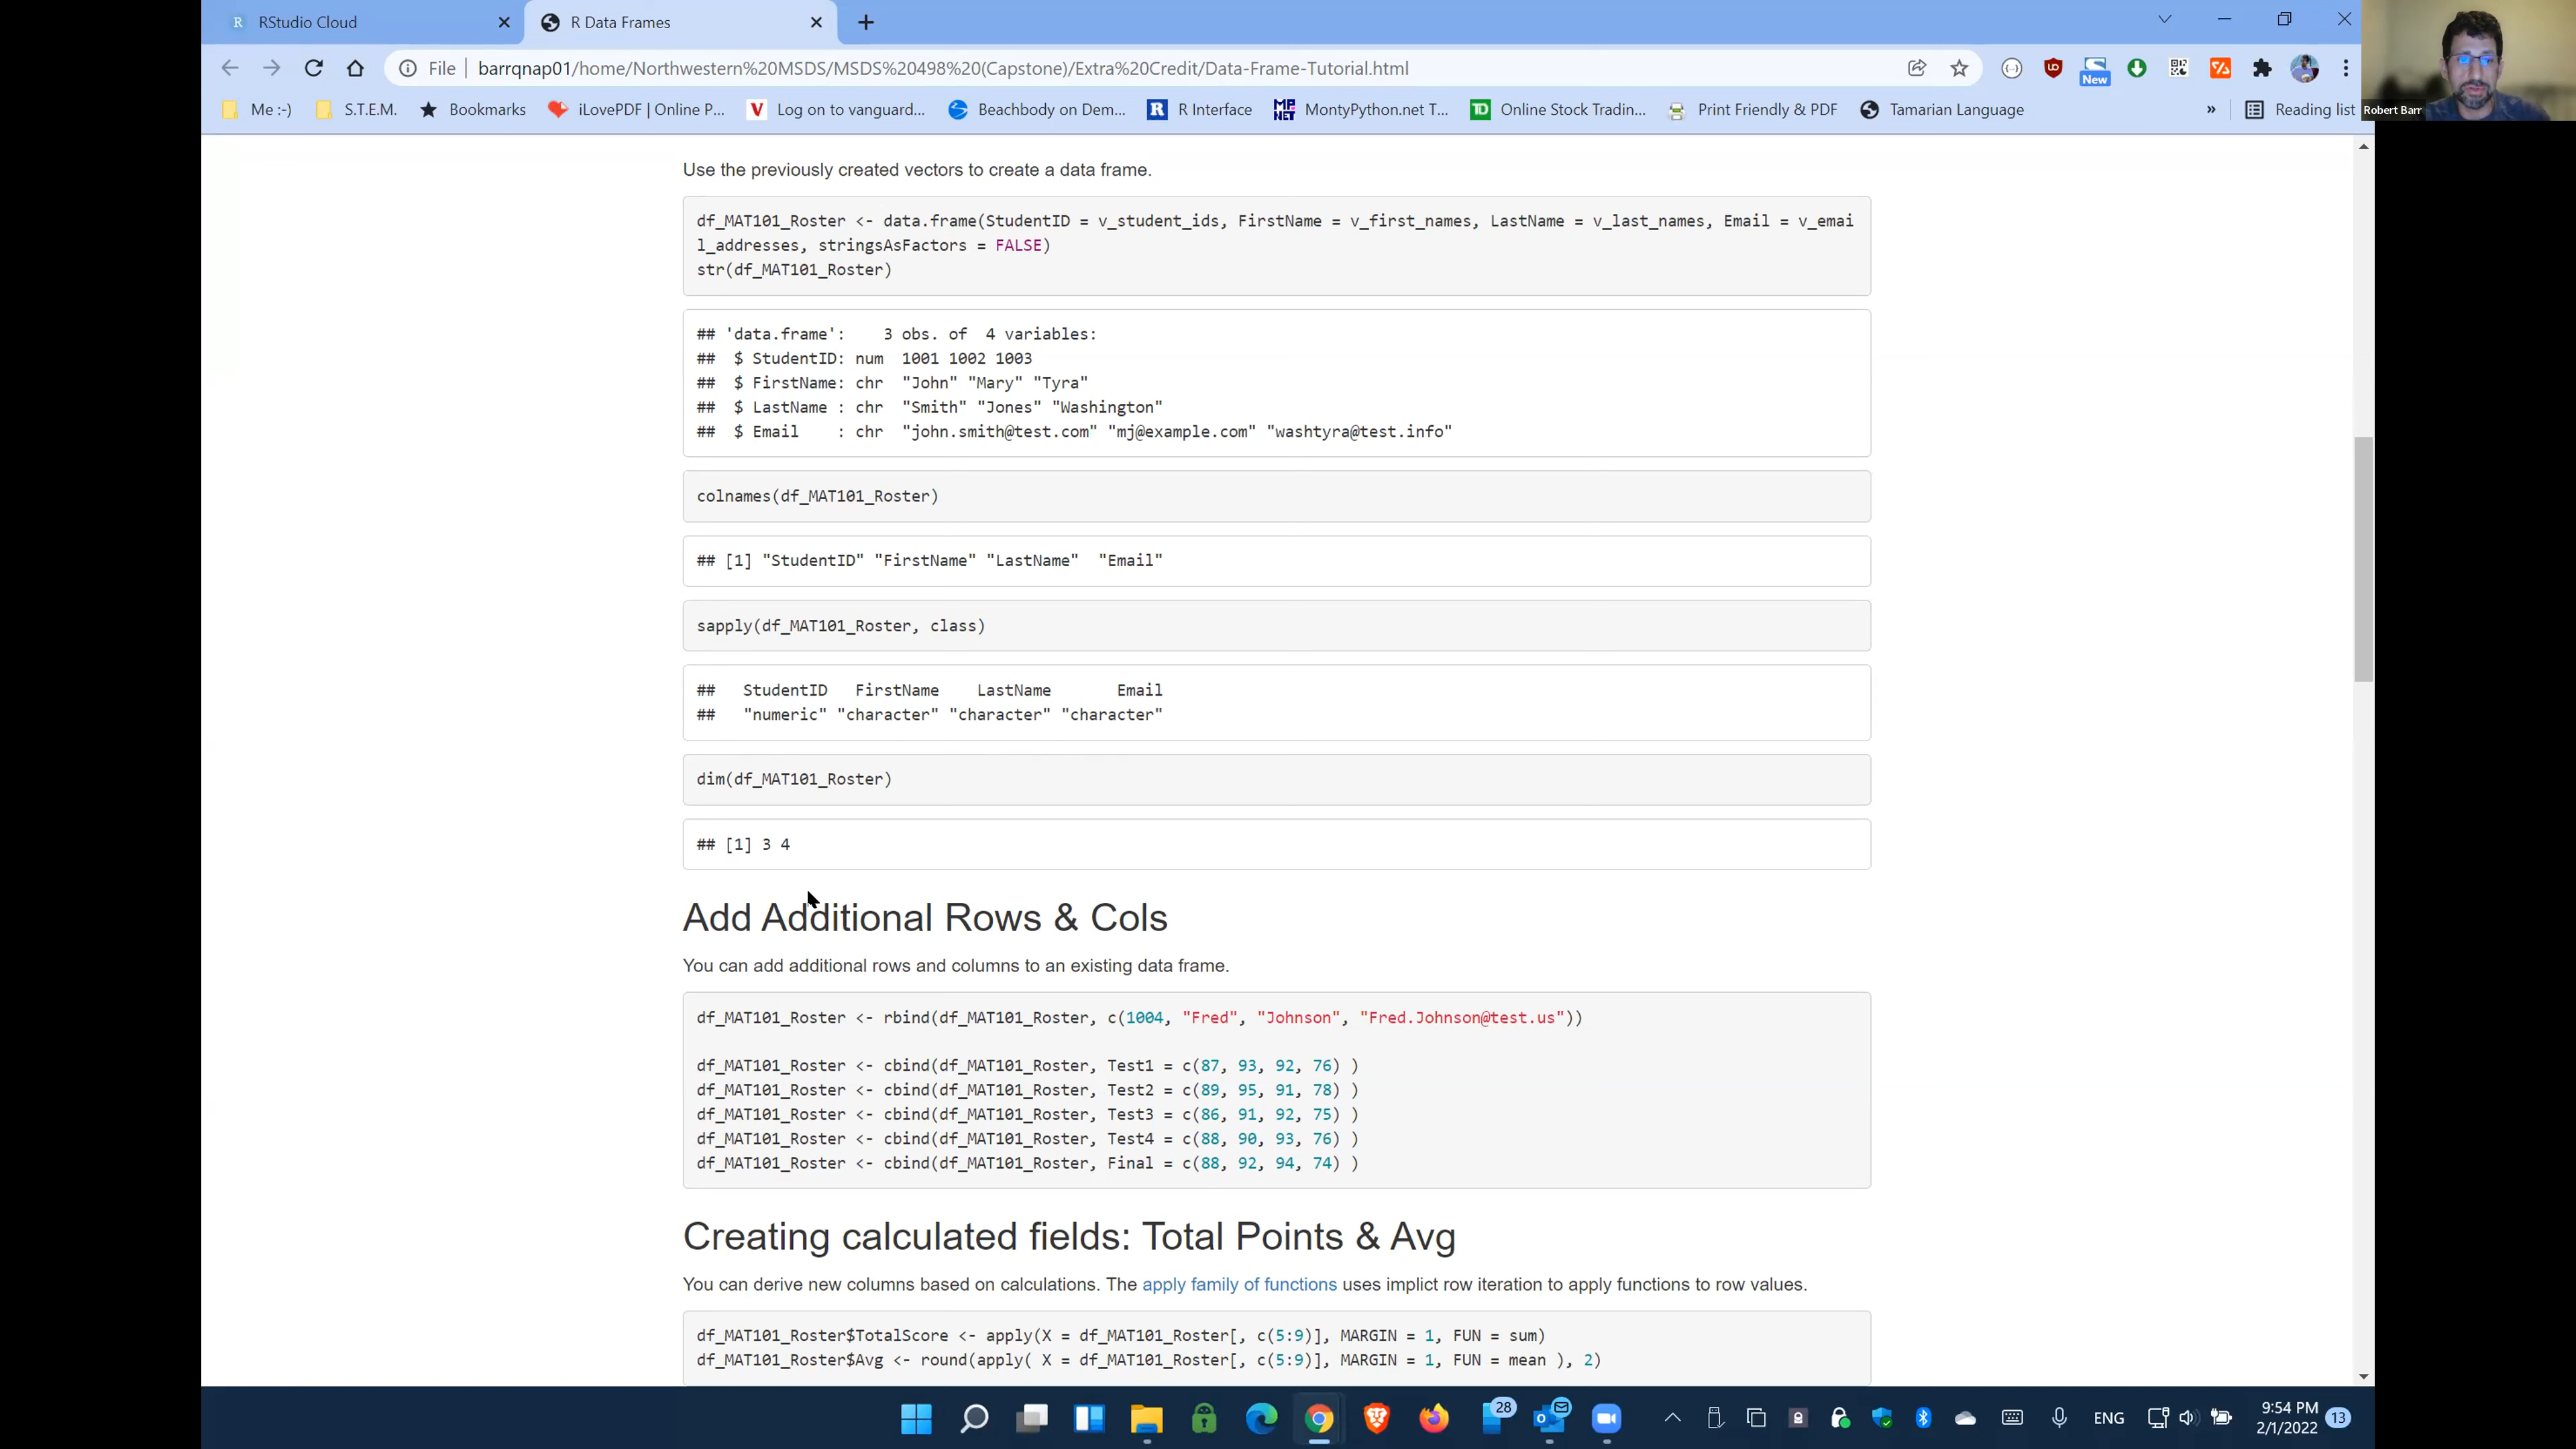 RStudio Cloud
R Data Frames
File
barrqnap01/home/Northwestern%20MSDS/MSDS%20498%20(Capstone)/Extra%20Credit/Data-Frame-Tutorial.html
New
Me :-)
S.T.E.M.
Bookmarks
iLovePDF | Online P...
Log on to vanguard...
Beachbody on Dem...
R Interface
MontyPython.net T...
Online Stock Tradin...
Print Friendly & PDF
Tamarian Language
»
Reading list
Robert Barr
Use the previously created vectors to create a data frame.
df_MAT101_Roster <- data.frame(StudentID = v_student_ids, FirstName = v_first_names, LastName = v_last_names, Email = v_emai
l_addresses, stringsAsFactors = FALSE)
str(df_MAT101_Roster)
## 'data.frame':    3 obs. of  4 variables:
##  $ StudentID: num  1001 1002 1003
##  $ FirstName: chr  "John" "Mary" "Tyra"
##  $ LastName : chr  "Smith" "Jones" "Washington"
##  $ Email    : chr  "john.smith@test.com" "mj@example.com" "washtyra@test.info"
colnames(df_MAT101_Roster)
## [1] "StudentID" "FirstName" "LastName"  "Email"
sapply(df_MAT101_Roster, class)
##   StudentID   FirstName    LastName       Email
##   "numeric" "character" "character" "character"
dim(df_MAT101_Roster)
## [1] 3 4
Add Additional Rows & Cols
You can add additional rows and columns to an existing data frame.
df_MAT101_Roster <- rbind(df_MAT101_Roster, c(1004, "Fred", "Johnson", "Fred.Johnson@test.us"))
df_MAT101_Roster <- cbind(df_MAT101_Roster, Test1 = c(87, 93, 92, 76) )
df_MAT101_Roster <- cbind(df_MAT101_Roster, Test2 = c(89, 95, 91, 78) )
df_MAT101_Roster <- cbind(df_MAT101_Roster, Test3 = c(86, 91, 92, 75) )
df_MAT101_Roster <- cbind(df_MAT101_Roster, Test4 = c(88, 90, 93, 76) )
df_MAT101_Roster <- cbind(df_MAT101_Roster, Final = c(88, 92, 94, 74) )
Creating calculated fields: Total Points & Avg
You can derive new columns based on calculations. The apply family of functions uses implict row iteration to apply functions to row values.
df_MAT101_Roster$TotalScore <- apply(X = df_MAT101_Roster[, c(5:9)], MARGIN = 1, FUN = sum)
df_MAT101_Roster$Avg <- round(apply( X = df_MAT101_Roster[, c(5:9)], MARGIN = 1, FUN = mean ), 2)
28
ENG
9:54 PM
2/1/2022
13